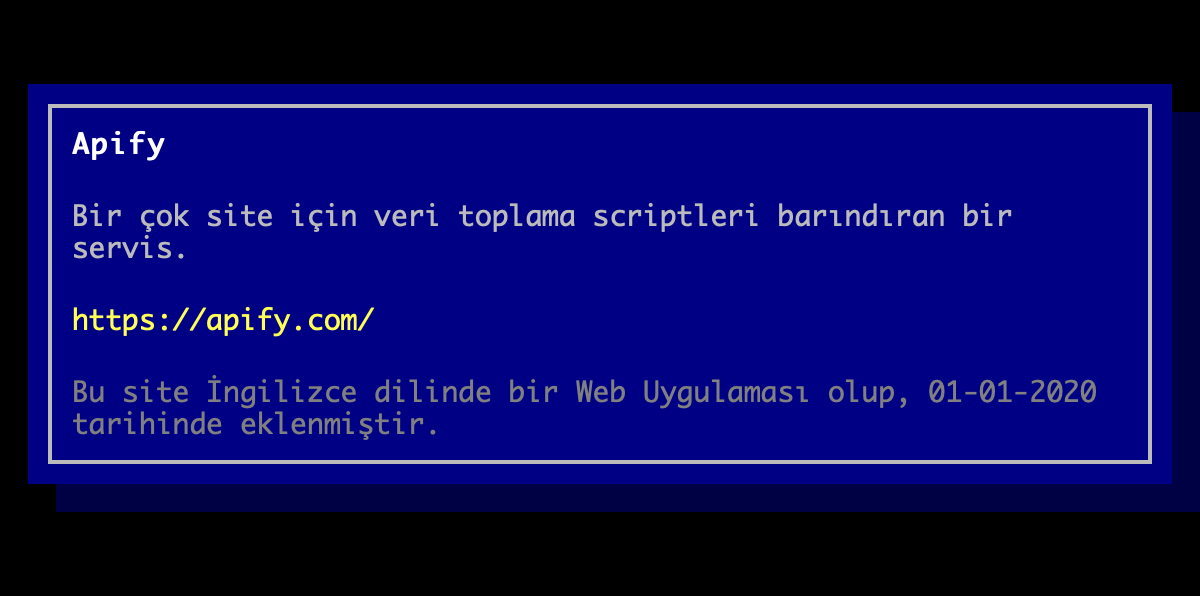 Apify
Bir çok site için veri toplama scriptleri barındıran bir
servis.
https://apify.com/
Bu site İngilizce dilinde bir Web Uygulaması olup, 01-01-2020
tarihinde eklenmiştir.